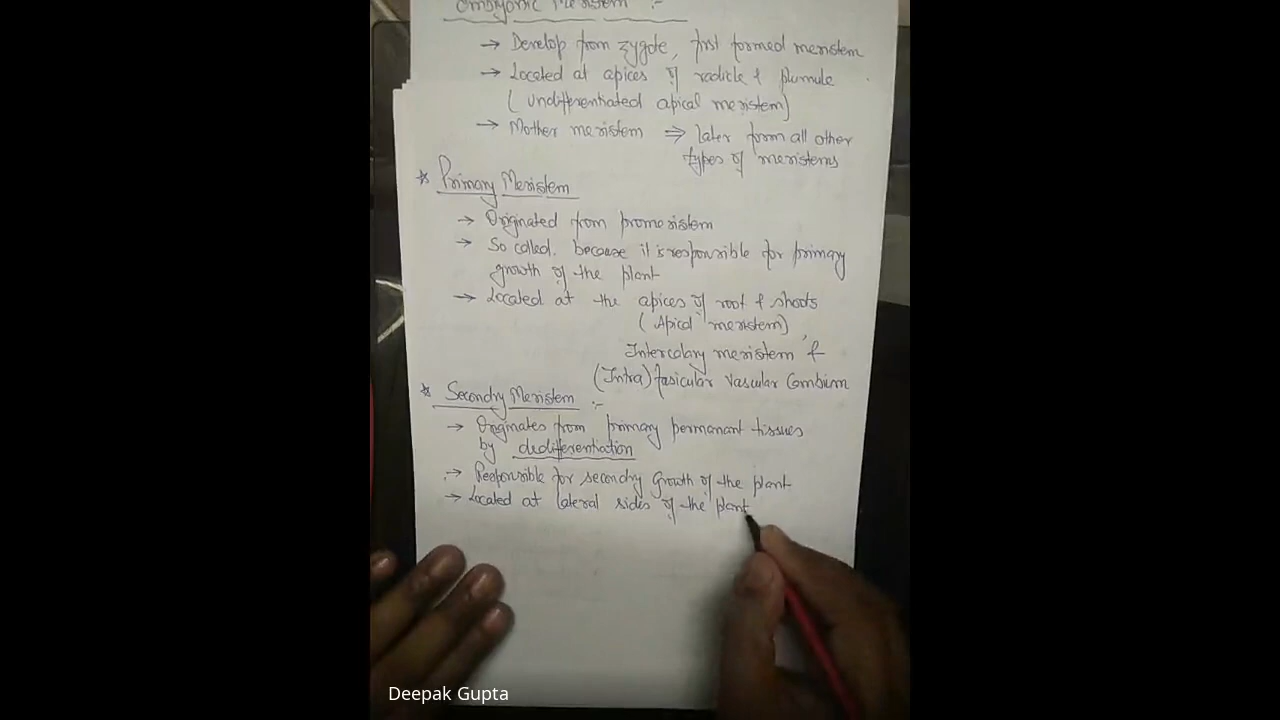 Embryonic Meristem :-
→ Develop from zygote, first formed meristem
→ Located at apices of radicle & plumule
(undifferentiated apical meristem)
→ Mother meristem ⇒ later form all other
types of meristems
* Primary Meristem
→ Originated from promeristem
→ So called. because it is responsible for primary
growth of the plant
→ Located at the apices of root & shoots
(Apical meristem),
Intercalary meristem &
(Intra) fasicular vascular Cambium
* Secondry Meristem :-
→ Originates from primary permanant tissues
by dedifferentiation
→ Responsible for secondry growth of the plant
→ Located at lateral sides of the plant
Deepak Gupta